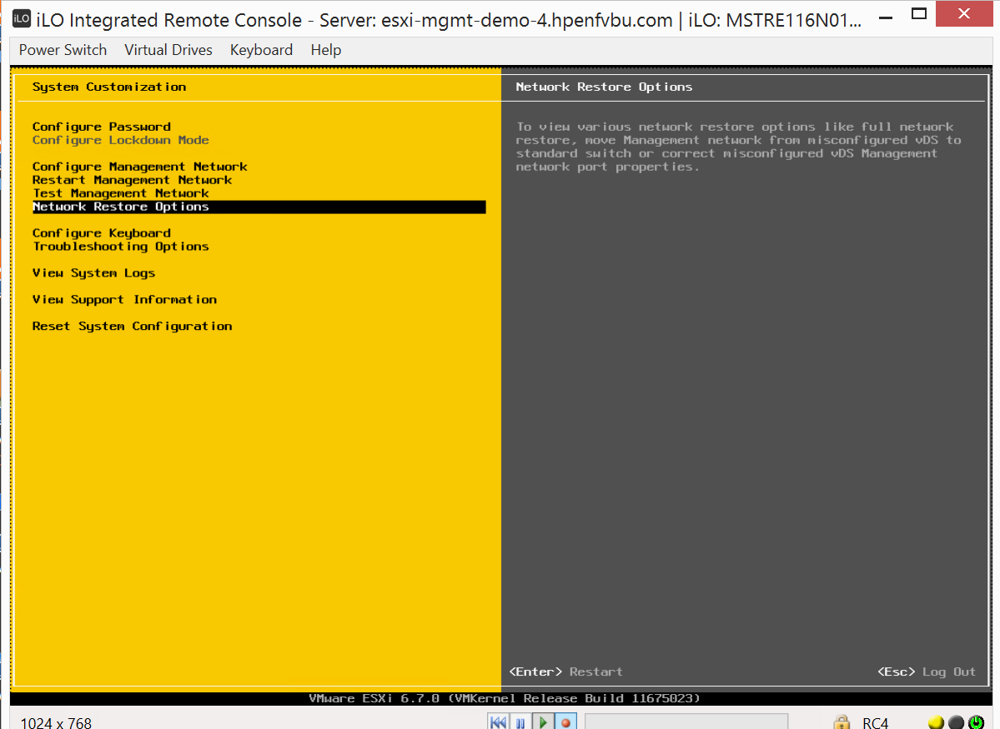 iLO iLO Integrated Remote Console - Server: esxi-mgmt-demo-4.hpenfvbu.com | iLO: MSTRE116N01...
Power Switch Virtual Drives Keyboard Help
System Customization
Configure Password
Configure Lockdown Mode
Configure Management Network
Restart Management Network
Test Management Network
Network Restore Options
Configure Keyboard
Troubleshooting Options
View System Logs
View Support Information
Reset System Configuration
Network Restore Options
To view various network restore options like full network
restore, move Management network from misconfigured vDS to
standard switch or correct misconfigured vDS Management
network port properties.
<Enter> Restart
<Esc> Log Out
VMware ESXi 6.7.0 (VMKernel Release Build 11675023)
1024 x 768
RC4